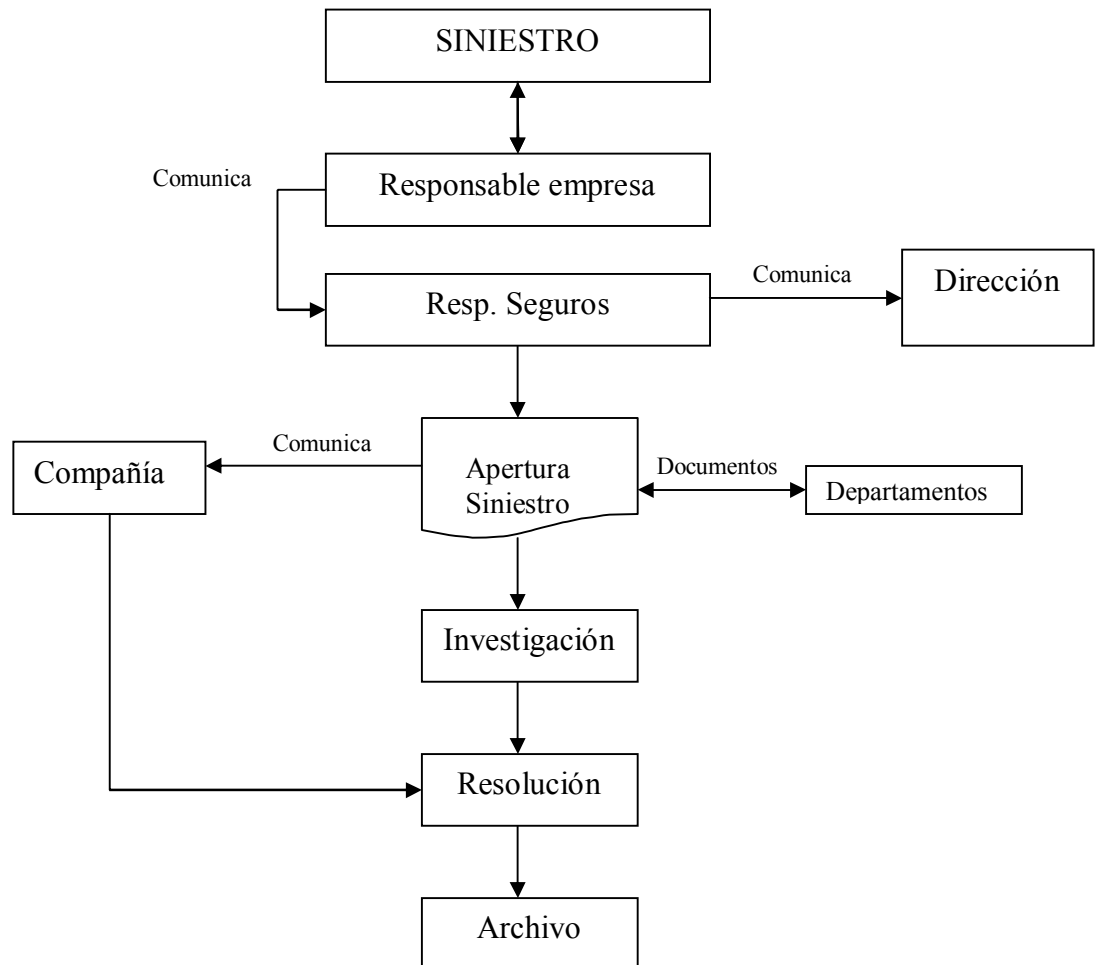 SINIESTRO
Comunica
Responsable empresa
Resp. Seguros
Comunica
Dirección
Compañía
Comunica
Apertura
Siniestro
Documentos
Departamentos
Investigación
Resolución
Archivo